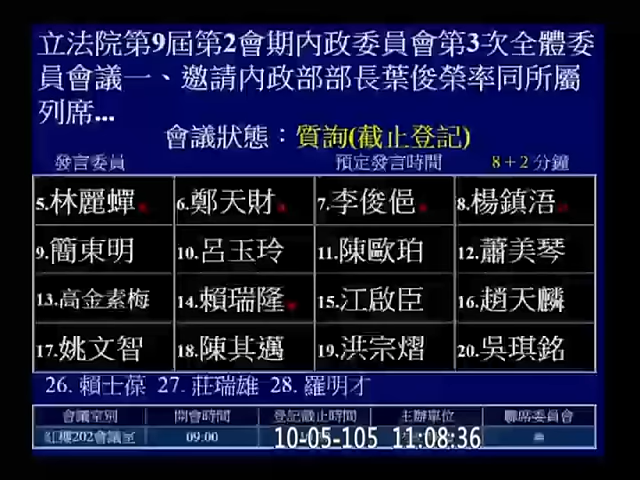 立法院第9屆第2會期內政委員會第3次全體委
員會議一、邀請內政部部長葉俊榮率同所屬
列席...
會議狀態：質詢(截止登記)
發言委員 預定發言時間 8+2分鐘
5.林麗蟬 6.鄭天財 7.李俊俋 8.楊鎮浯
9.簡東明 10.呂玉玲 11.陳歐珀 12.蕭美琴
13.高金素梅 14.賴瑞隆 15.江啟臣 16.趙天麟
17.姚文智 18.陳其邁 19.洪宗熠 20.吳琪銘
26. 賴士葆 27. 莊瑞雄 28. 羅明才
會議室別 開會時間 登記截止時間 主辦單位 聯席委員會
紅樓202會議室 09:00
10-05-105 11:08:36